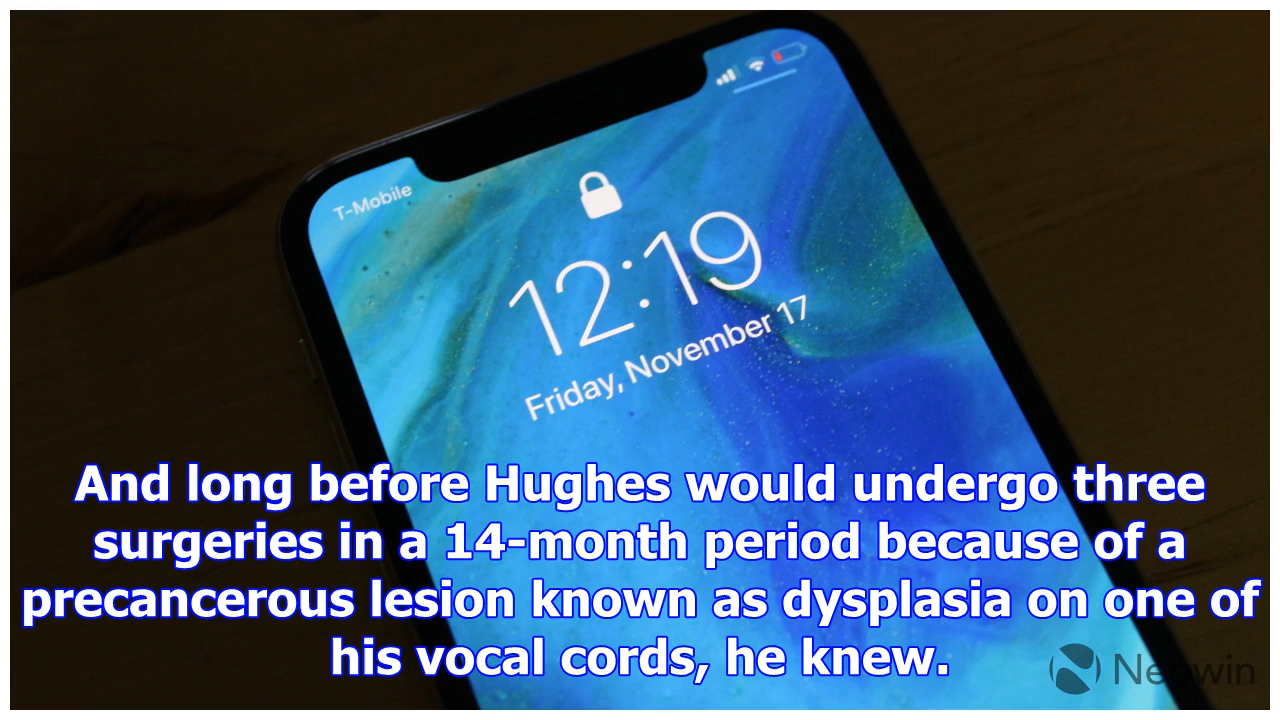 T-Mobile
12:19
Friday, November 17
And long before Hughes would undergo three
surgeries in a 14-month period because of a
precancerous lesion known as dysplasia on one of
his vocal cords, he knew.
Neowin